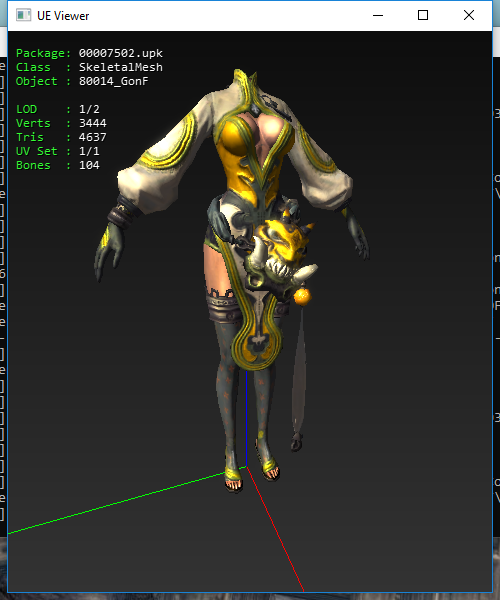 UE Viewer
Package: 00007502.upk
Class : SkeletalMesh
Object : 80014_GonF
LOD : 1/2
Verts : 3444
Tris : 4637
UV Set : 1/1
Bones : 104